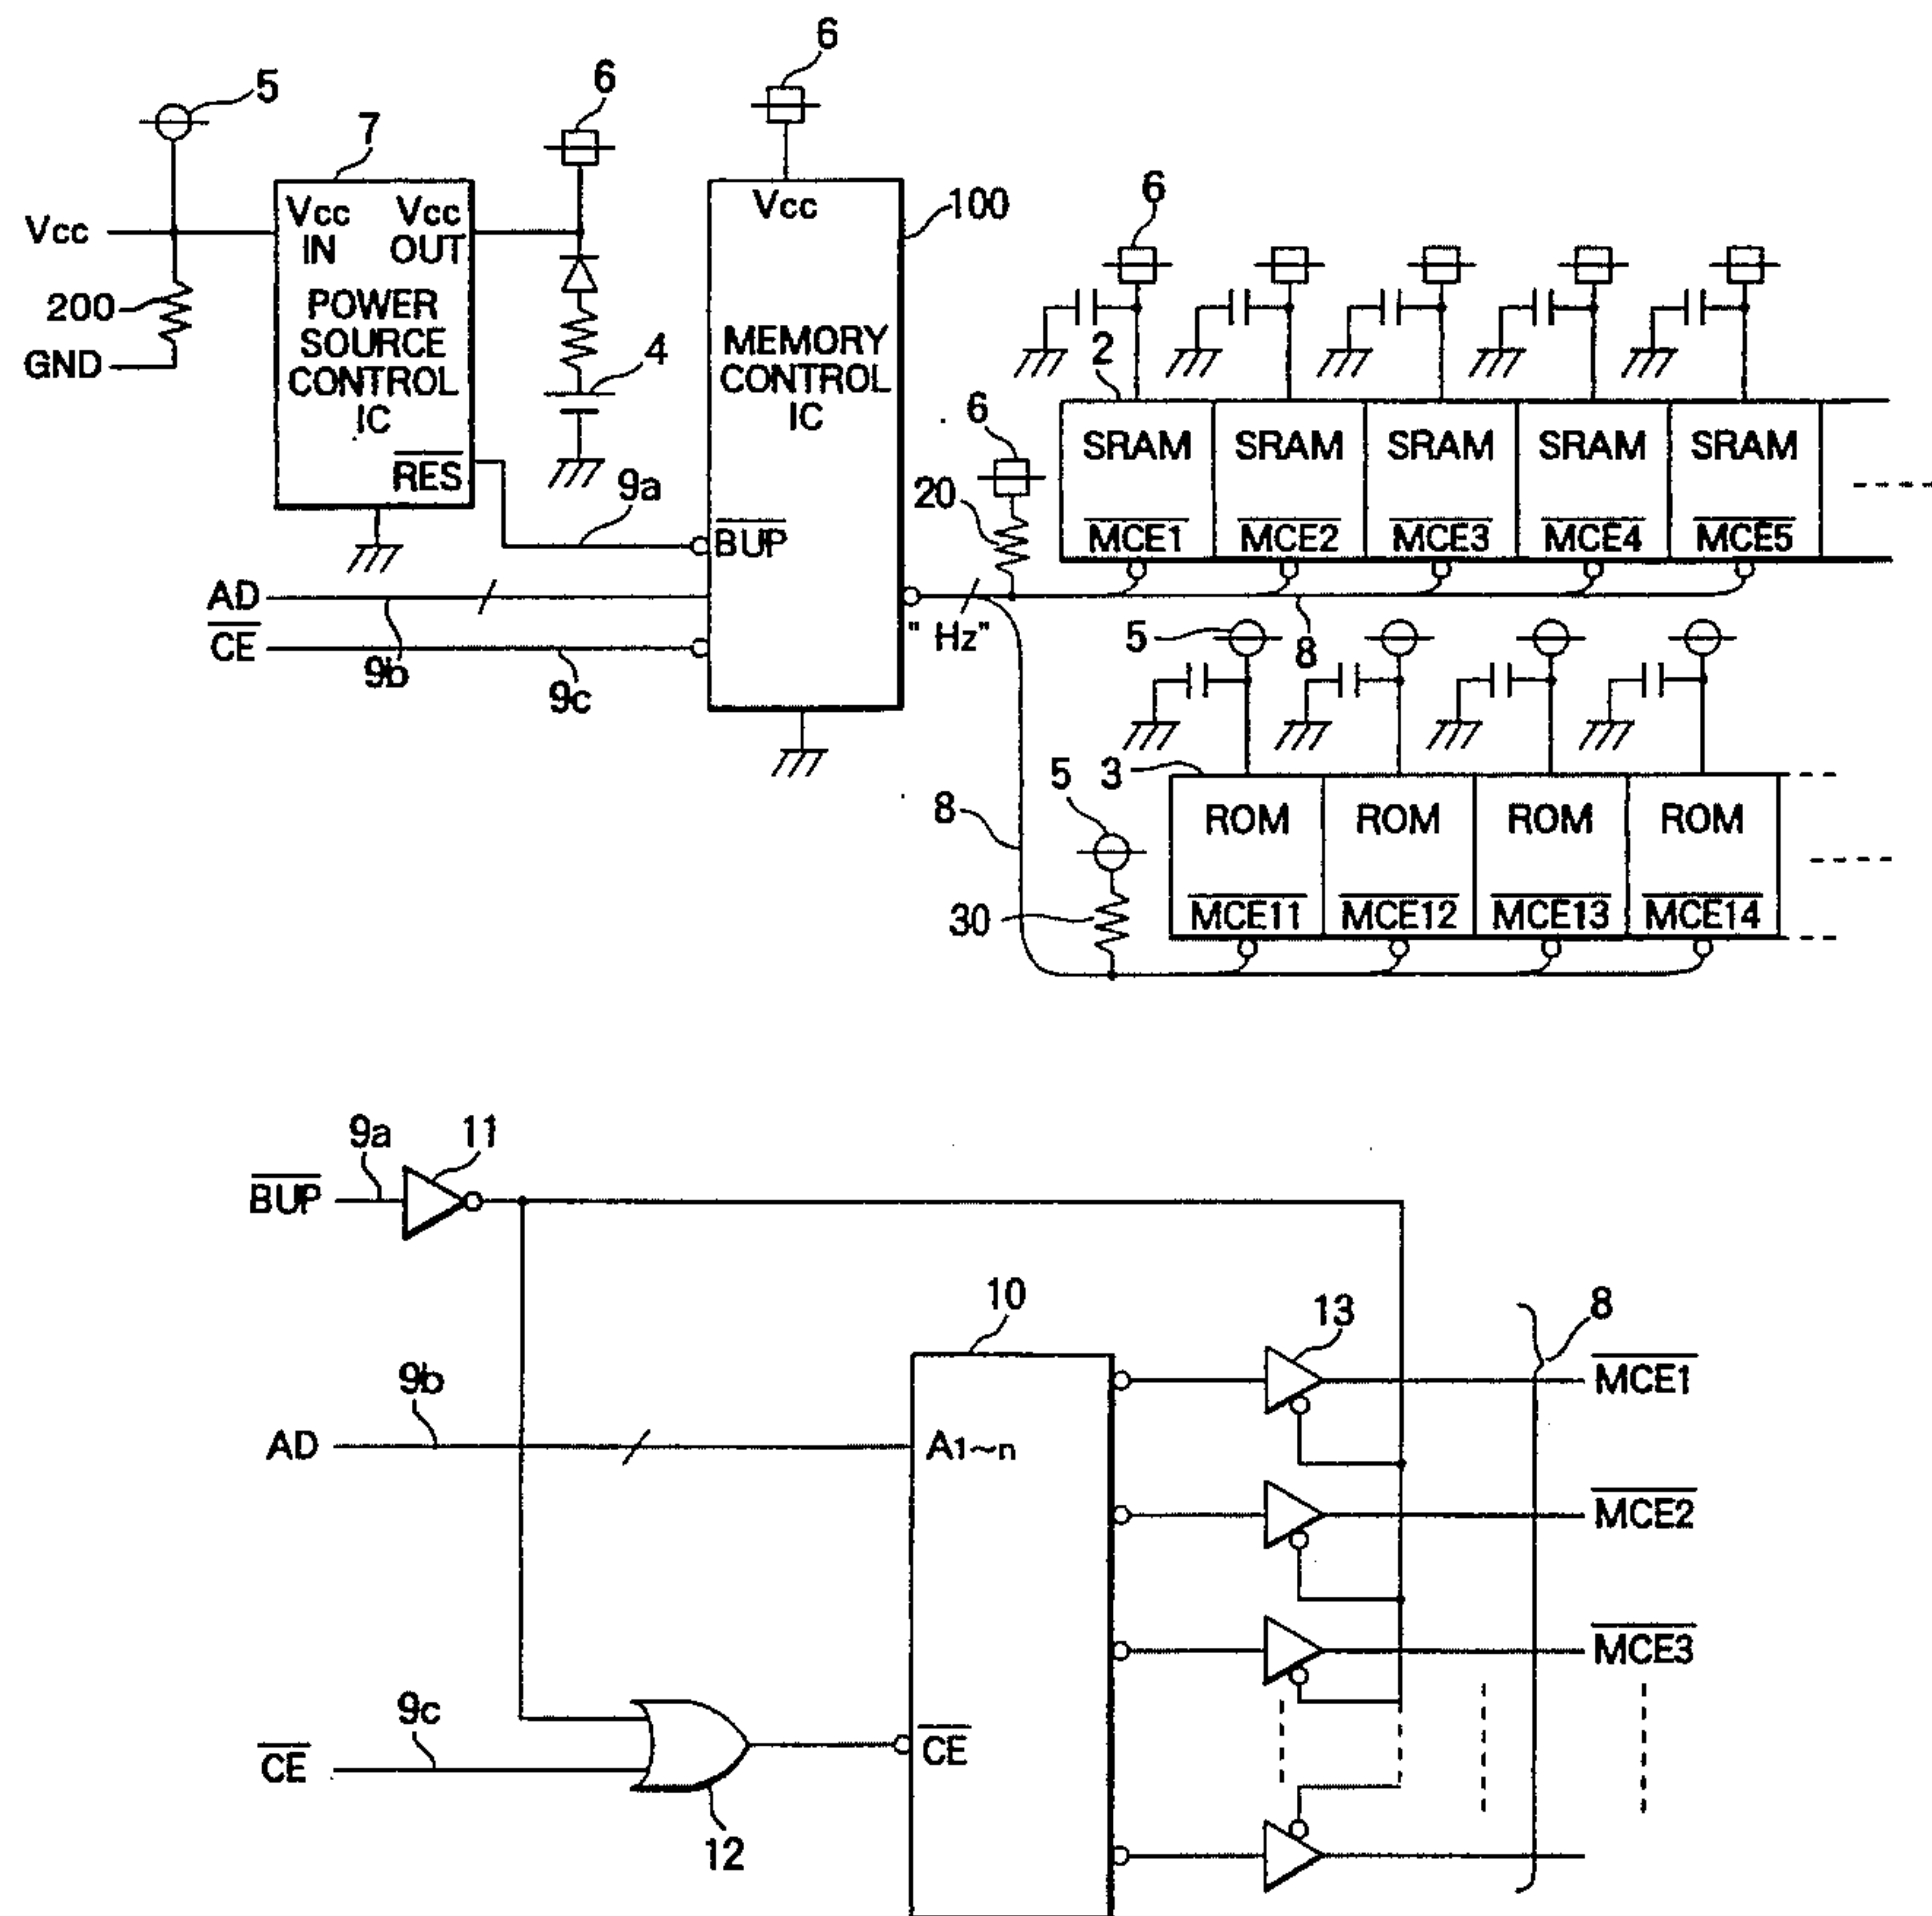 6
5
7
6
Vcc
Vcc IN
Vcc OUT
200
GND
POWER
SOURCE
CONTROL
IC
RES
4
9a
Vcc
100
MEMORY
CONTROL
IC
BUP
AD
CE
9b
9c
" Hz"
6
2
6
20
SRAM SRAM SRAM SRAM SRAM
MCE1 MCE2 MCE3 MCE4 MCE5
8
5
3
5
8
30
ROM ROM ROM ROM
MCE11 MCE12 MCE13 MCE14
9a
11
BUP
10
13
8
MCE1
9b
AD
A1~n
MCE2
MCE3
9c
CE
CE
12